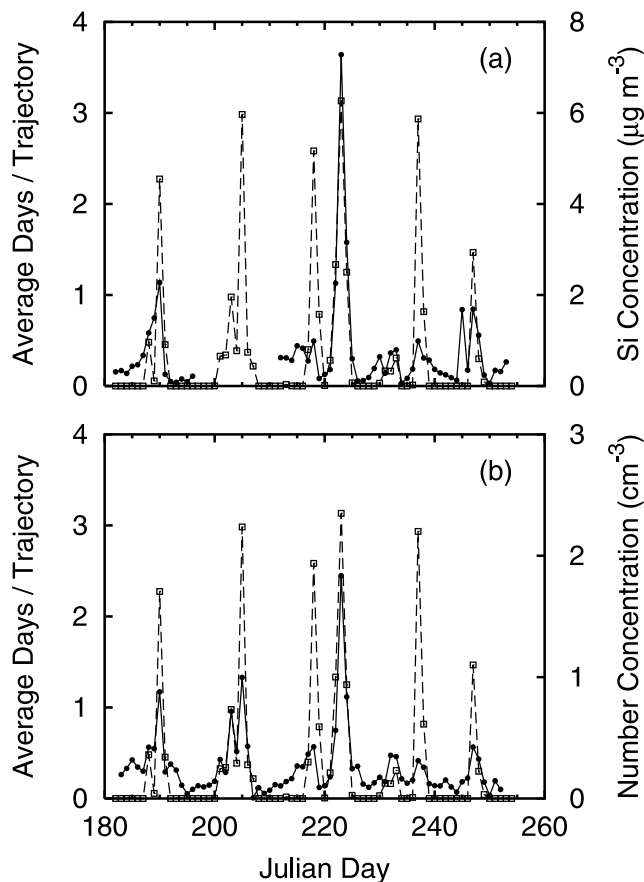 (a)
Average Days / Trajectory
4
3
2
1
0
Si Concentration (μg m-3)
8
6
4
2
0
(b)
Average Days / Trajectory
4
3
2
1
0
Number Concentration (cm-3)
3
2
1
0
180 200 220 240 260
Julian Day